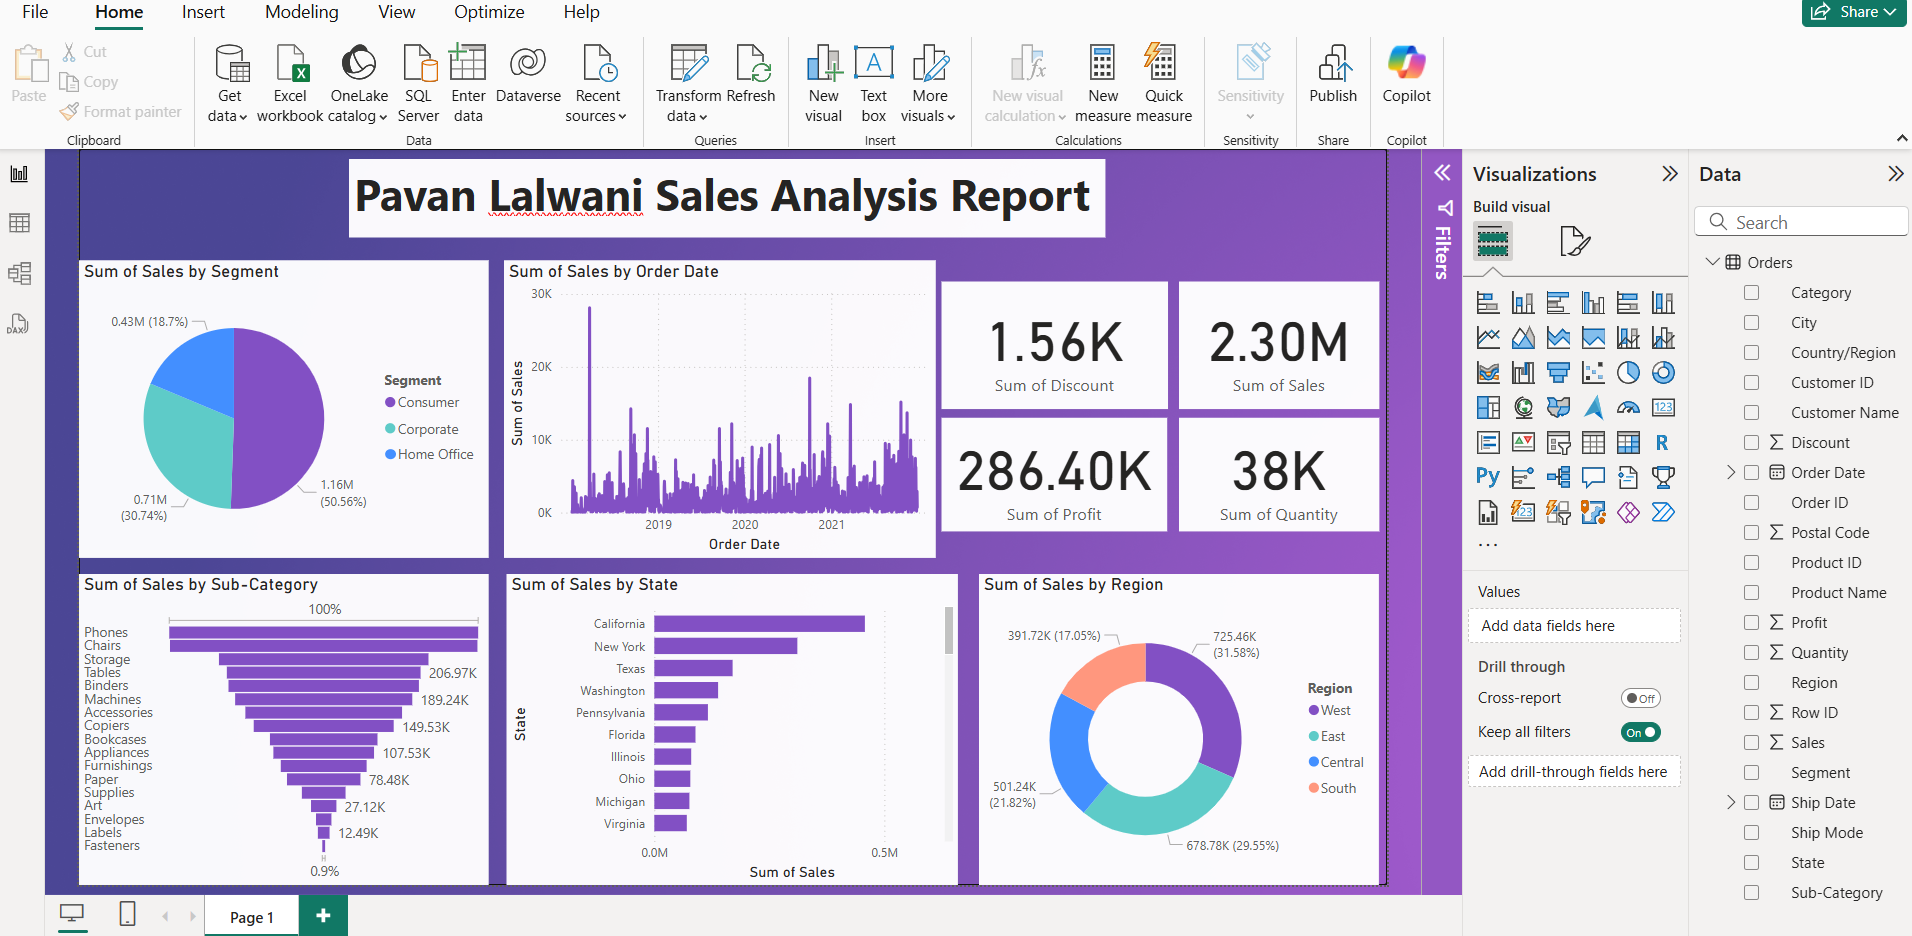 File Home Insert Modeling View Optimize Help
Share
Paste
Cut
Copy
Format painter
Clipboard
Get data
Excel workbook
OneLake catalog
SQL Server
Enter data
Dataverse
Recent sources
Data
Transform data
Refresh
Queries
New visual
Text box
More visuals
Insert
New visual calculation
New measure
Quick measure
Calculations
Sensitivity
Sensitivity
Publish
Share
Copilot
Copilot
Pavan Lalwani Sales Analysis Report
Sum of Sales by Segment
0.43M (18.7%)
0.71M
(30.74%)
1.16M
(50.56%)
Segment
Consumer
Corporate
Home Office
Sum of Sales by Order Date
Sum of Sales
30K
20K
10K
0K
2019 2020 2021
Order Date
1.56K
Sum of Discount
2.30M
Sum of Sales
286.40K
Sum of Profit
38K
Sum of Quantity
Sum of Sales by Sub-Category
100%
Phones
Chairs
Storage
Tables 206.97K
Binders
Machines 189.24K
Accessories
Copiers 149.53K
Bookcases
Appliances 107.53K
Furnishings
Paper 78.48K
Supplies
Art 27.12K
Envelopes
Labels 12.49K
Fasteners
0.9%
Sum of Sales by State
State
California
New York
Texas
Washington
Pennsylvania
Florida
Illinois
Ohio
Michigan
Virginia
0.0M 0.5M
Sum of Sales
Sum of Sales by Region
391.72K (17.05%)
725.46K
(31.58%)
501.24K
(21.82%)
678.78K (29.55%)
Region
West
East
Central
South
Filters
Visualizations
Build visual
123
R
Py
123
...
Values
Add data fields here
Drill through
Cross-report Off
Keep all filters On
Add drill-through fields here
Data
Search
Orders
Category
City
Country/Region
Customer ID
Customer Name
Discount
Order Date
Order ID
Postal Code
Product ID
Product Name
Profit
Quantity
Region
Row ID
Sales
Segment
Ship Date
Ship Mode
State
Sub-Category
DAX
Page 1
+